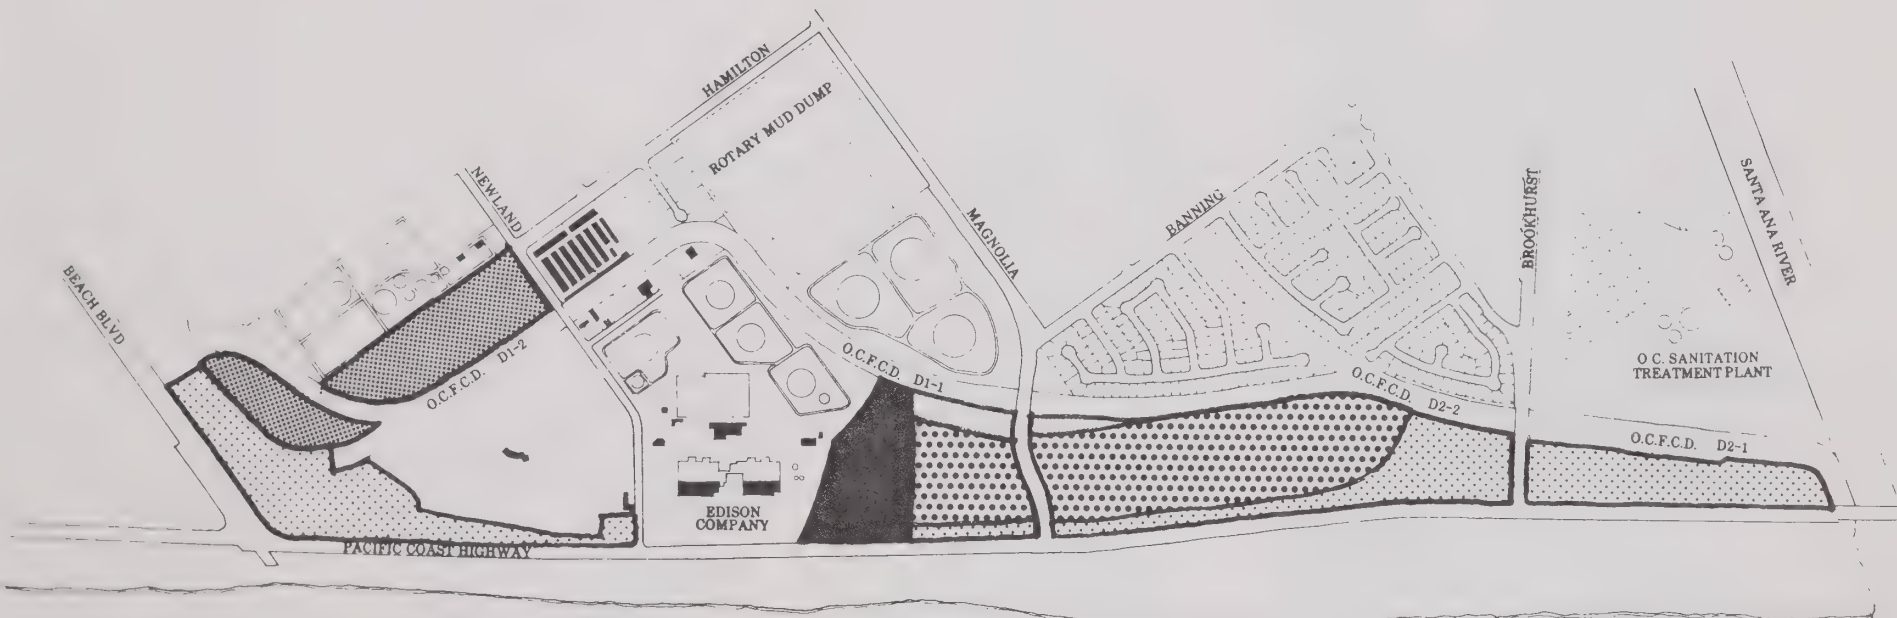 HAMILTON
ROTARY MUD DUMP
NEWLAND
MAGNOLIA
BANNING
BROOKHURST
SANTA ANA RIVER
BEACH BLVD
O.C.F.C.D. D1-2
O.C.F.C.D. D1-1
O.C.F.C.D. D2-2
O C. SANITATION
TREATMENT PLANT
O.C.F.C.D. D2-1
EDISON
COMPANY
PACIFIC COAST HIGHWAY